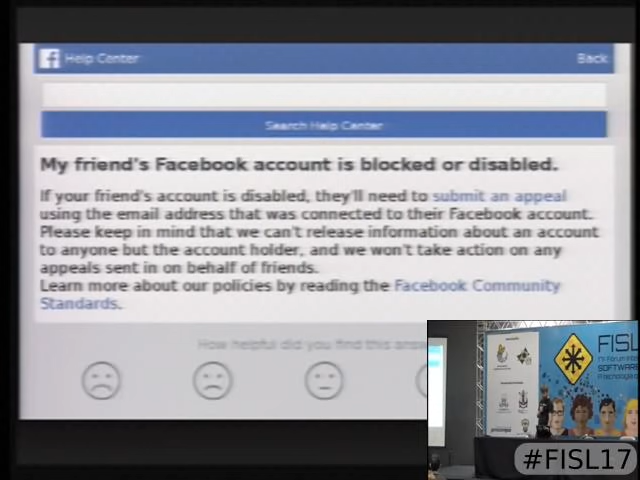 f Help Center
Back
Search Help Center
My friend's Facebook account is blocked or disabled.
If your friend's account is disabled, they'll need to submit an appeal
using the email address that was connected to their Facebook account.
Please keep in mind that we can't release information about an account
to anyone but the account holder, and we won't take action on any
appeals sent in on behalf of friends.
Learn more about our policies by reading the Facebook Community
Standards.
How helpful did you find this
FISL
SOFTWARE
#FISL17